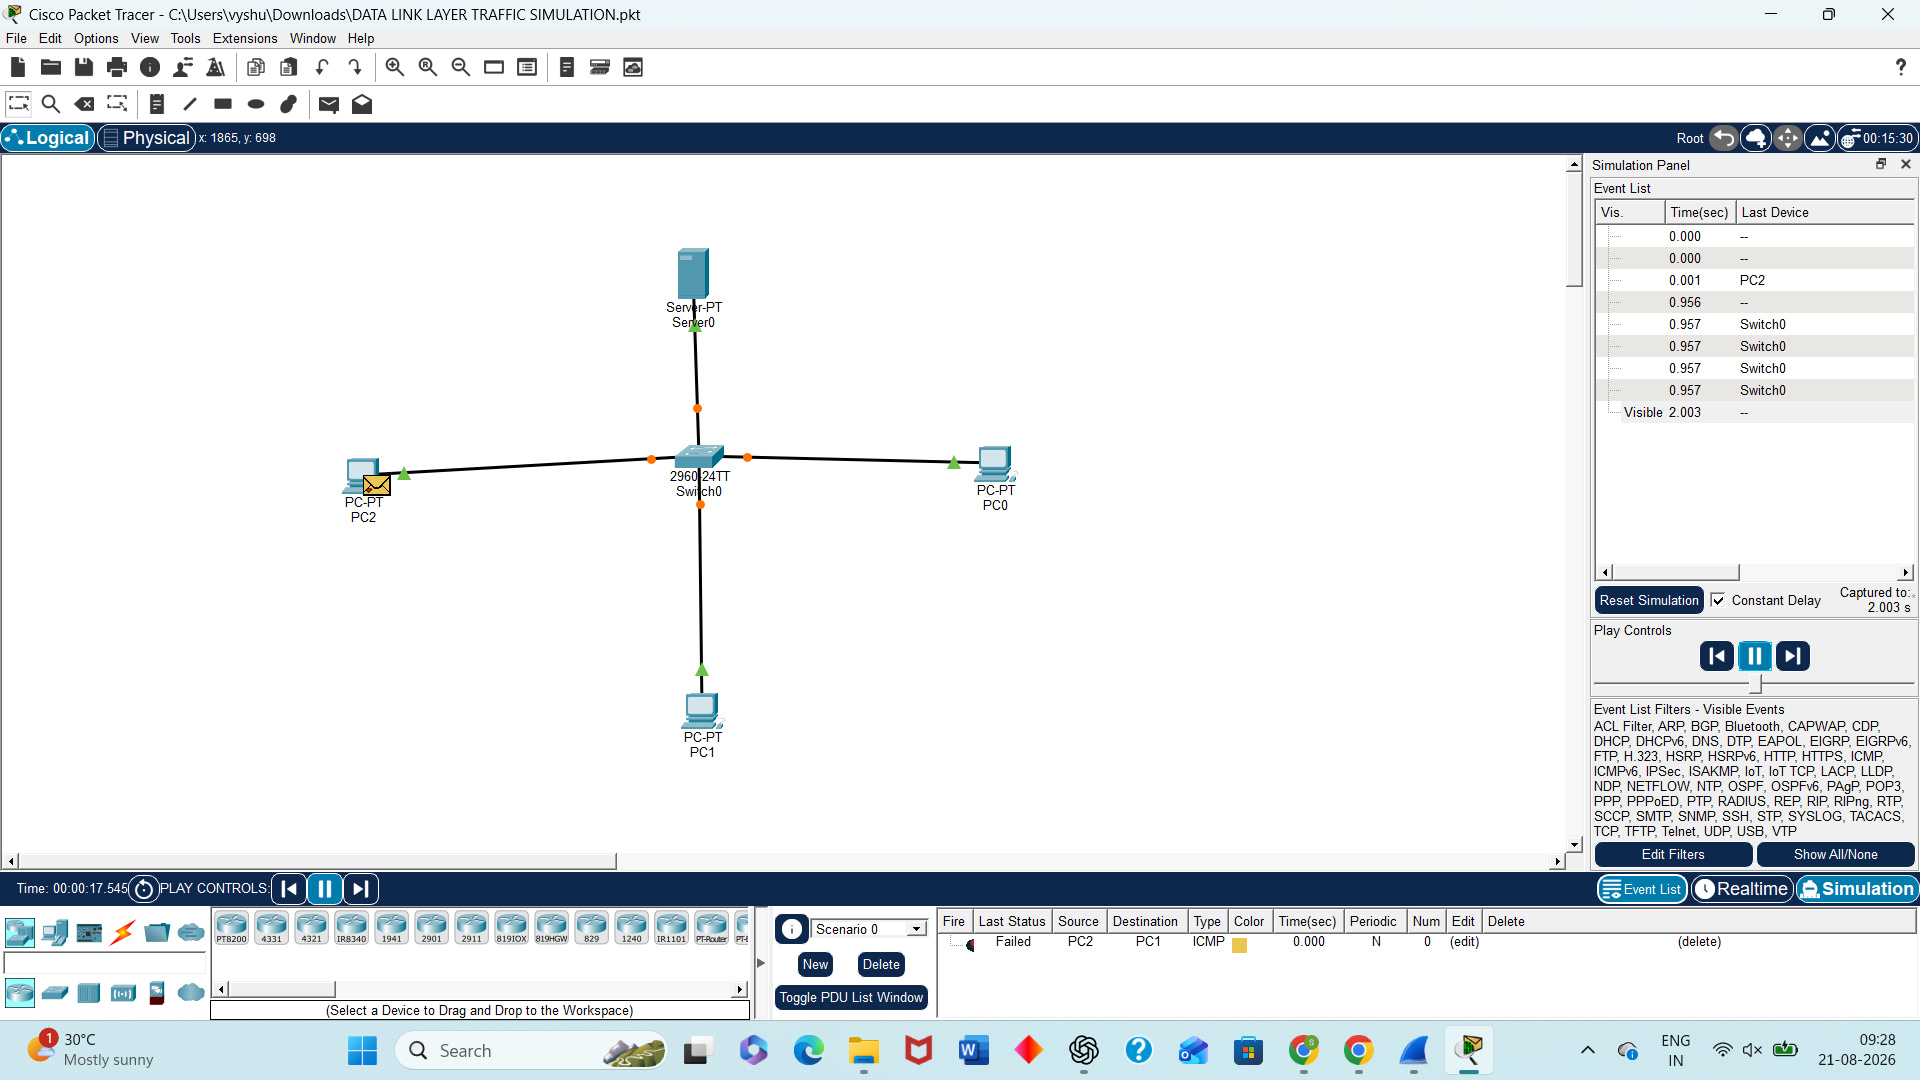 Cisco Packet Tracer - C:\Users\vyshu\Downloads\DATA LINK LAYER TRAFFIC SIMULATION.pkt
File Edit Options View Tools Extensions Window Help
Logical Physical x: 1865, y: 698 Root 00:15:30
Simulation Panel
Event List
Vis. Time(sec) Last Device
0.000 --
0.000 --
0.001 PC2
0.956 --
0.957 Switch0
0.957 Switch0
0.957 Switch0
0.957 Switch0
Visible 2.003 --
Server-PT
Server0
2960-24TT
Switch0
PC-PT
PC2
PC-PT
PC0
PC-PT
PC1
Reset Simulation Constant Delay Captured to:
2.003 s
Play Controls
Event List Filters - Visible Events
ACL Filter, ARP, BGP, Bluetooth, CAPWAP, CDP,
DHCP, DHCPv6, DNS, DTP, EAPOL, EIGRP, EIGRPv6,
FTP, H.323, HSRP, HSRPv6, HTTP, HTTPS, ICMP,
ICMPv6, IPSec, ISAKMP, IoT, IoT TCP, LACP, LLDP,
NDP, NETFLOW, NTP, OSPF, OSPFv6, PAgP, POP3,
PPP, PPPoED, PTP, RADIUS, REP, RIP, RIPng, RTP,
SCCP, SMTP, SNMP, SSH, STP, SYSLOG, TACACS,
TCP, TFTP, Telnet, UDP, USB, VTP
Edit Filters Show All/None
Time: 00:00:17.545 PLAY CONTROLS: Event List Realtime Simulation
PT8200 4331 4321 IR8340 1941 2901 2911 819IOX 819HGW 829 1240 IR1101 PT-Router
(Select a Device to Drag and Drop to the Workspace)
Scenario 0
New Delete
Toggle PDU List Window
Fire Last Status Source Destination Type Color Time(sec) Periodic Num Edit Delete
Failed PC2 PC1 ICMP 0.000 N 0 (edit) (delete)
1 30°C
Mostly sunny
Search
ENG
IN
09:28
21-08-2026